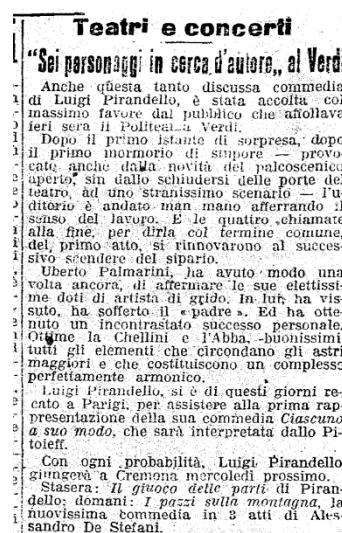 Teatri e concerti
"Sei personaggi in cerca d'autore„ al Verdi
Anche questa tanto discussa commedia
di Luigi Pirandello, è stata accolta col
massimo favore dal pubblico che affollava
ieri sera il Politeama Verdi.
Dopo il primo istante di sorpresa, dopo
il primo mormorio di stupore — provo-
cate anche dalla novità del palcoscenico
aperto, sin dallo schiudersi delle porte del
teatro, ad uno stranissimo scenario — l'u-
ditorio è andato man mano afferrando il
senso del lavoro. E le quattro chiamate
alla fine, per dirla col termine comune,
del, primo atto, si rinnovarono al succes-
sivo scendere del sipario.
Uberto Palmarini, ha avuto modo una
volta ancora, di affermare le sue elettissi-
me doti di artista di grido. In lui, ha vis-
suto, ha sofferto il « padre ». Ed ha otte-
nuto un incontrastato successo personale.
Ottime la Chellini e l'Abba, buonissimi
tutti gli elementi che circondano gli astri
maggiori e che costituiscono un complesso
perfettamente armonico.
Luigi Pirandello, si è di questi giorni re-
cato a Parigi, per assistere alla prima rap-
presentazione della sua commedia Ciascuno
a suo modo, che sarà interpretata dallo Pi-
toieff.
Con ogni probabilità, Luigi Pirandello
giungerà a Cremona mercoledì prossimo.
Stasera: Il giuoco delle parti di Piran-
dello; domani: I pazzi sulla montagna, la
nuovissima commedia in 3 atti di Ales-
sandro De Stefani.